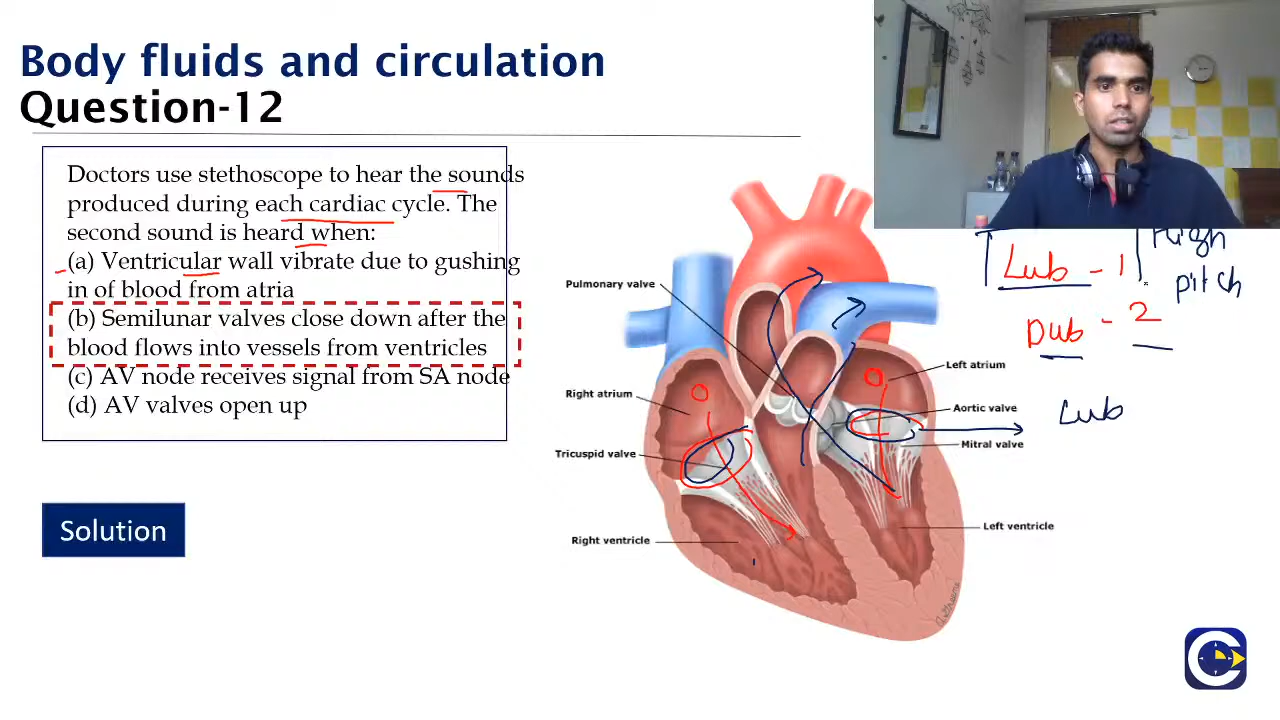 Body fluids and circulation
Question-12
Doctors use stethoscope to hear the sounds
produced during each cardiac cycle. The
second sound is heard when:
(a) Ventricular wall vibrate due to gushing
in of blood from atria
(b) Semilunar valves close down after the
blood flows into vessels from ventricles
(c) AV node receives signal from SA node
(d) AV valves open up
Solution
Pulmonary valve
Right atrium
Tricuspid valve
Right ventricle
Left atrium
Aortic valve
Mitral valve
Left ventricle
Lub - 1
High
pitch
Dub - 2
Lub